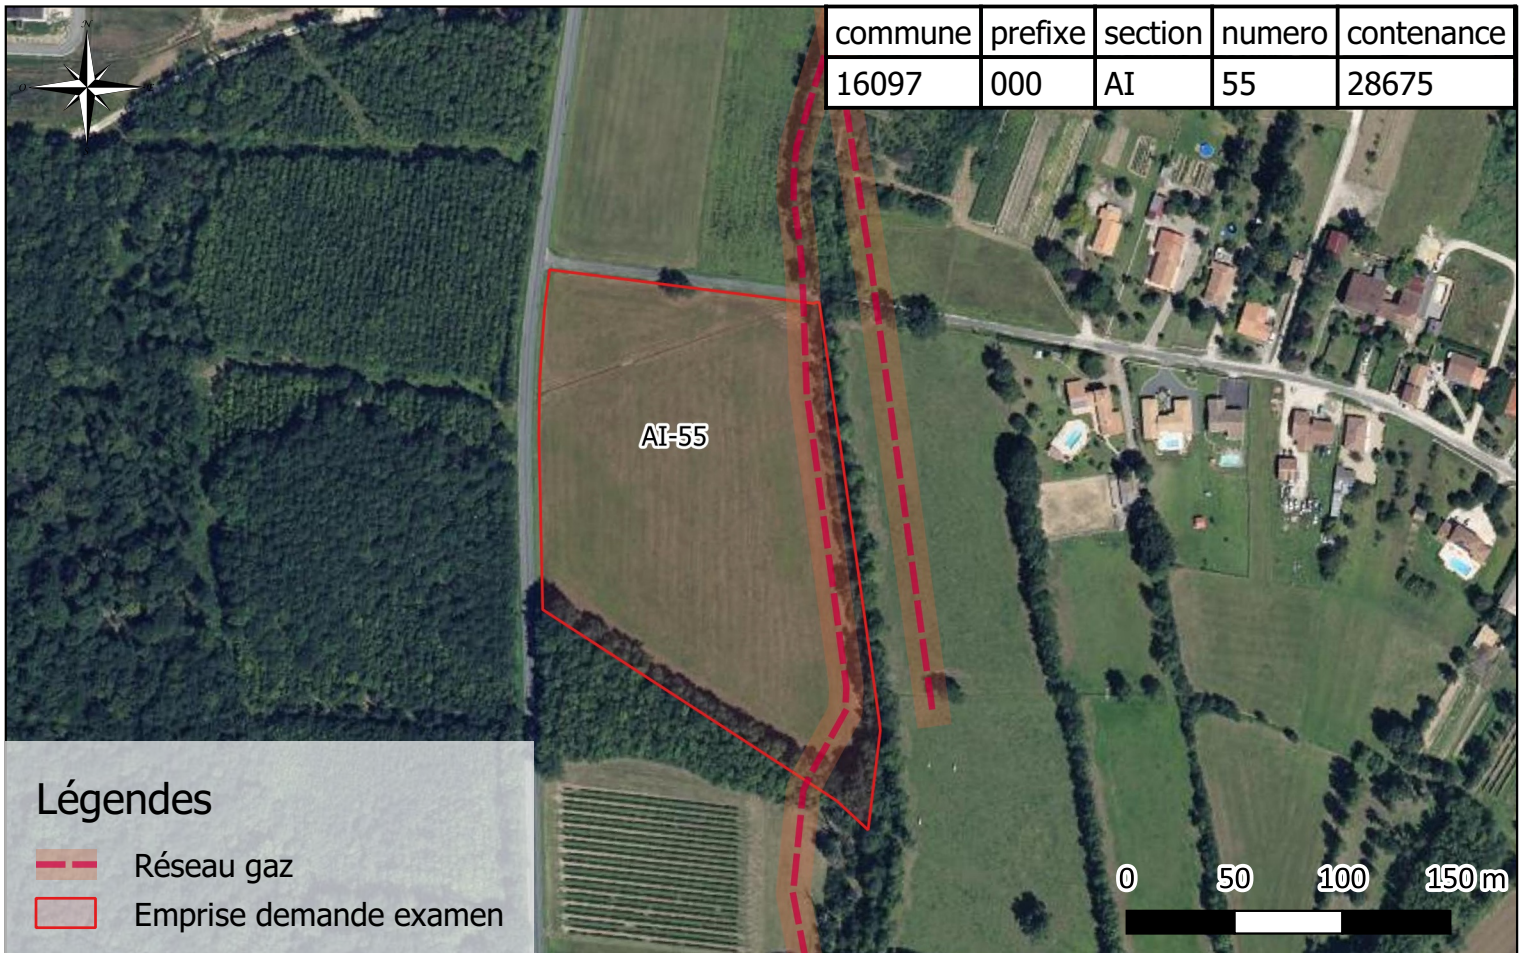 N
O
commune prefixe section numero contenance
16097 000 AI 55 28675
AI-55
Légendes
Réseau gaz
Emprise demande examen
0 50 100 150 m